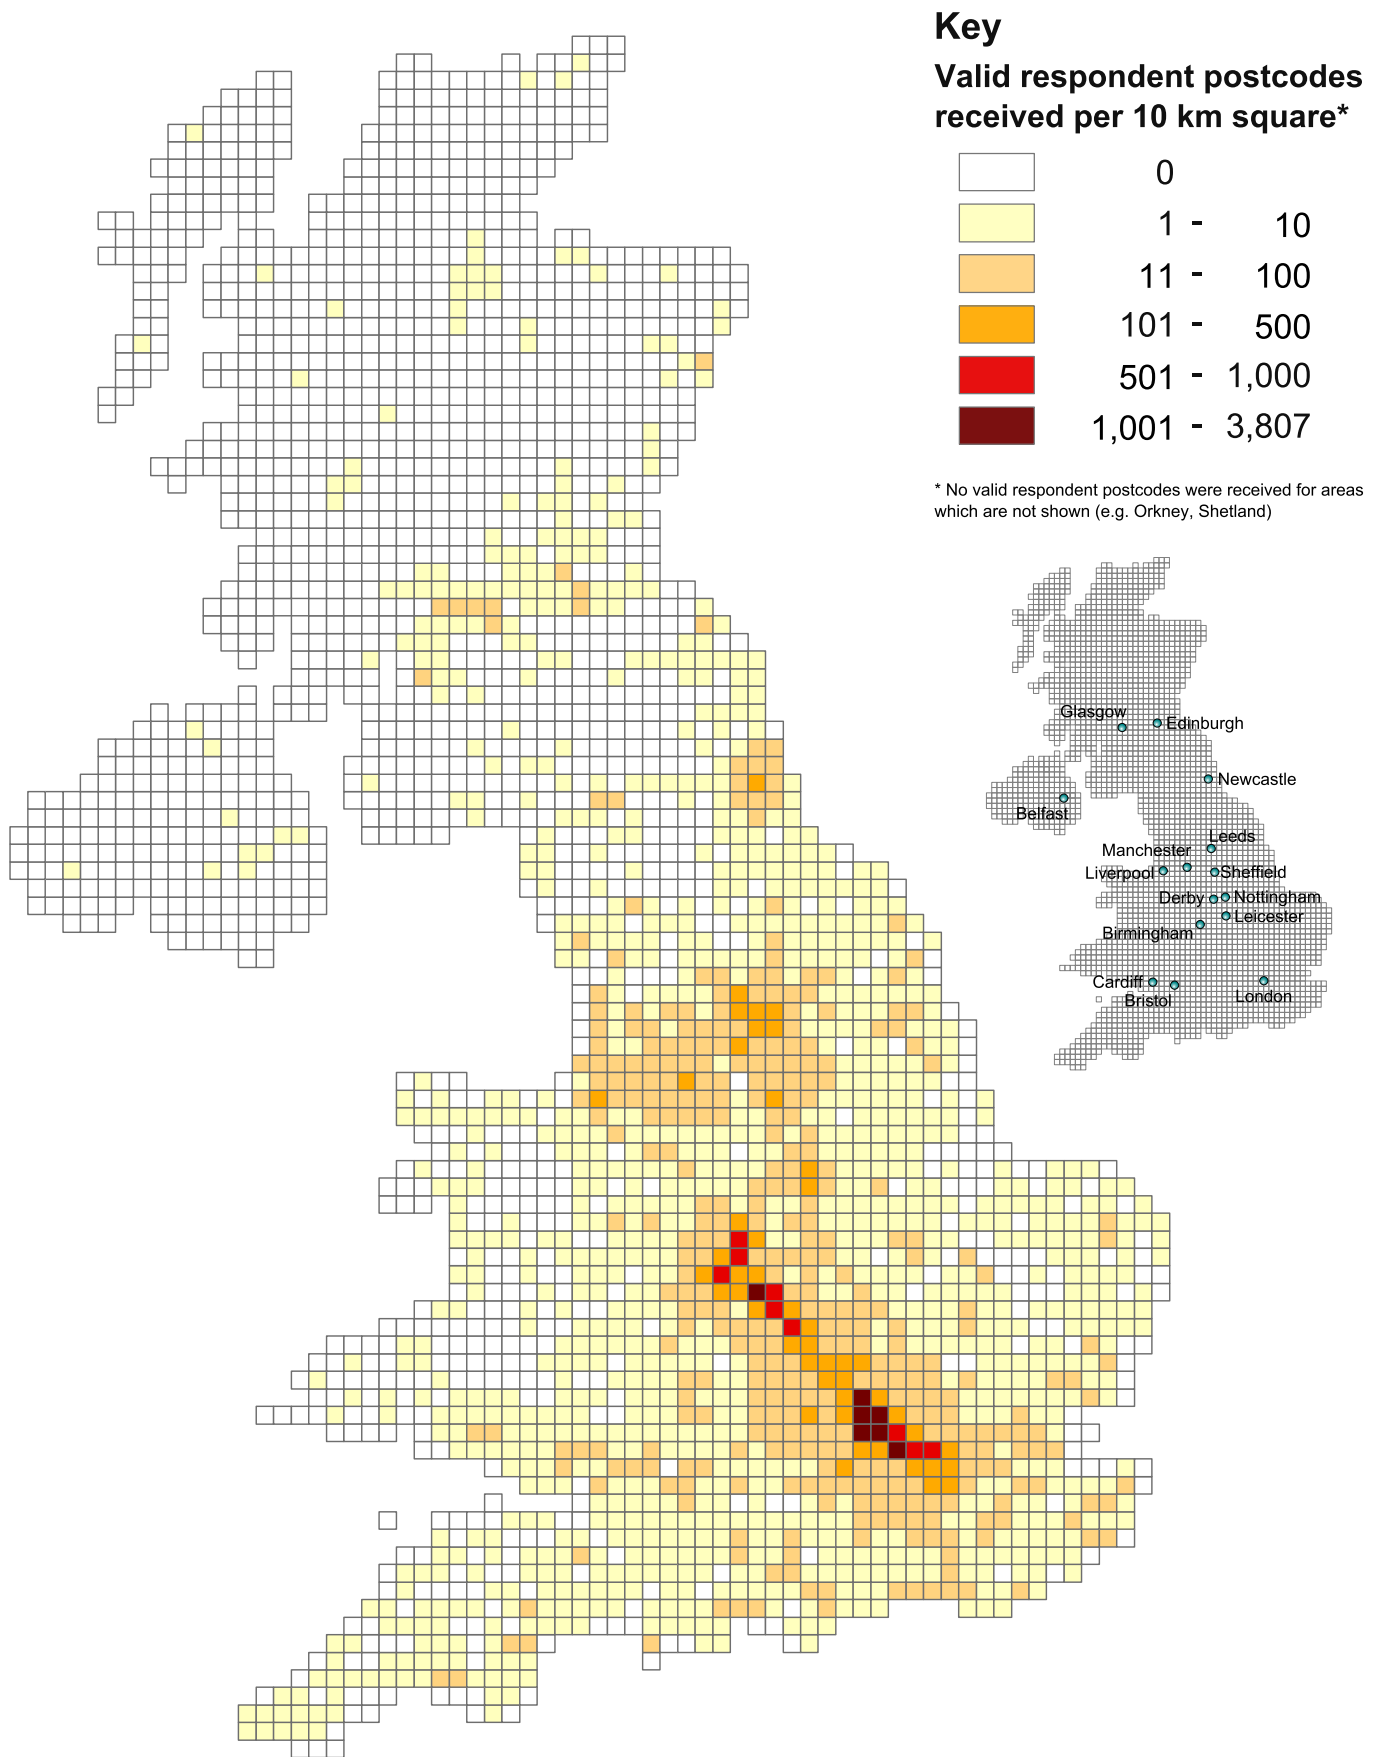 Key
Valid respondent postcodes
received per 10 km square*
0
1 - 10
11 - 100
101 - 500
501 - 1,000
1,001 - 3,807
* No valid respondent postcodes were received for areas
which are not shown (e.g. Orkney, Shetland)
Glasgow
Edinburgh
Newcastle
Belfast
Leeds
Manchester
Liverpool
Sheffield
Derby
Nottingham
Leicester
Birmingham
Cardiff
Bristol
London